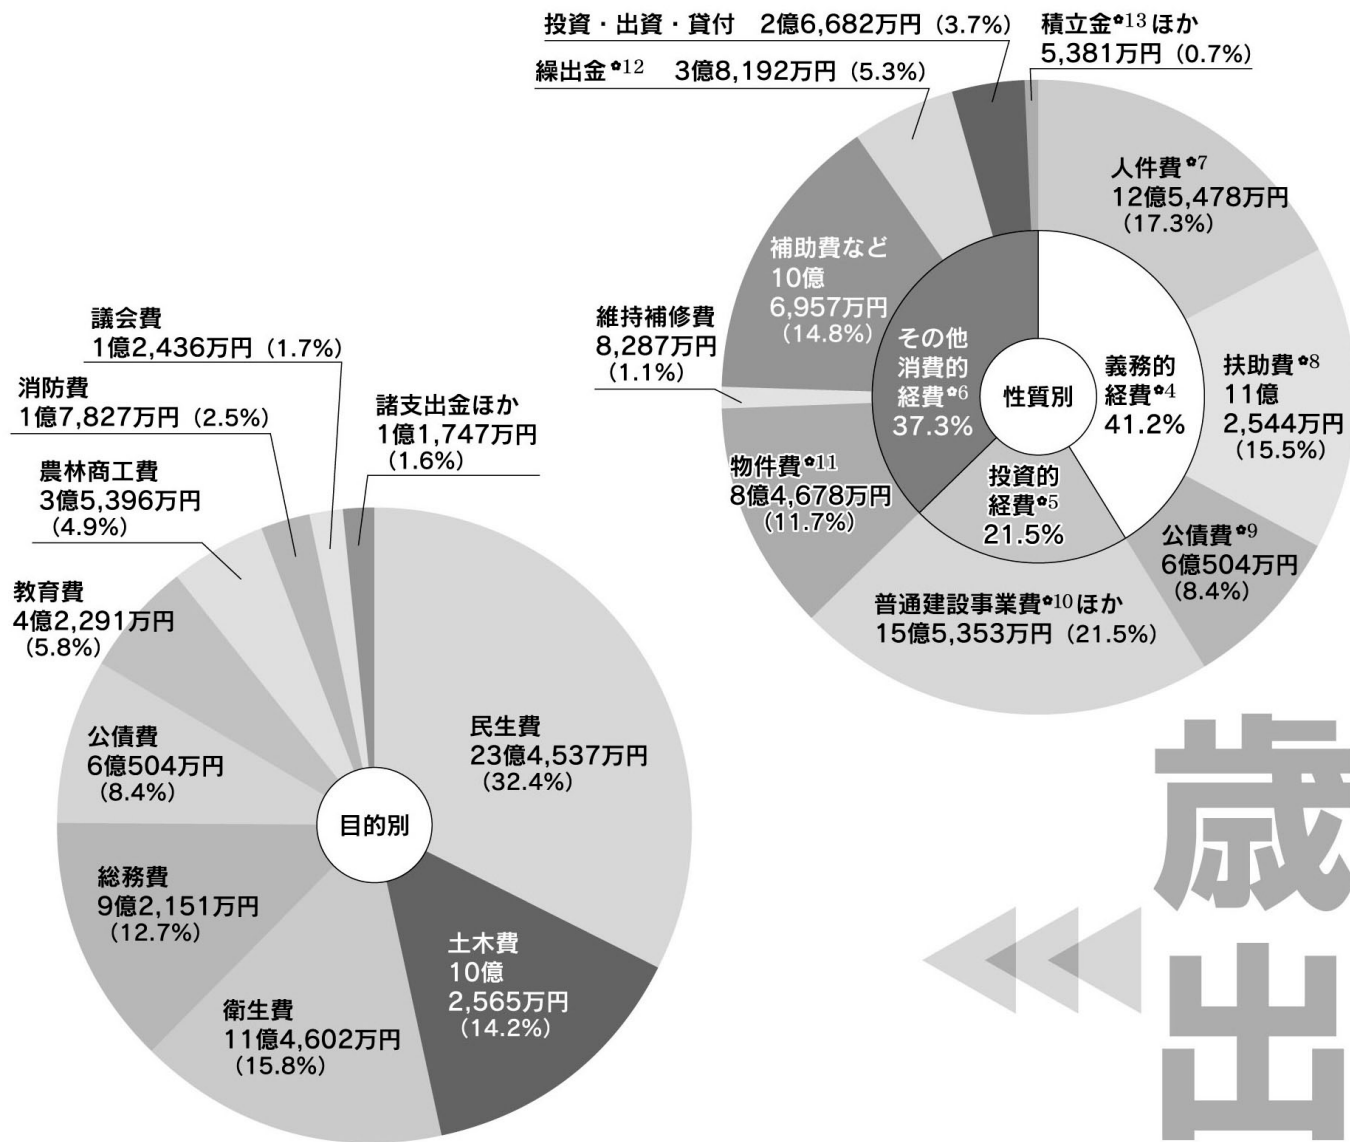 投資・出資・貸付 2億6,682万円（3.7%）
積立金✿13ほか
5,381万円（0.7%）
繰出金✿12 3億8,192万円（5.3%）
人件費✿7
12億5,478万円
（17.3%）
補助費など
10億
6,957万円
（14.8%）
維持補修費
8,287万円
（1.1%）
その他
消費的
経費✿6
37.3%
性質別
義務的
経費✿4
41.2%
扶助費✿8
11億
2,544万円
（15.5%）
物件費✿11
8億4,678万円
（11.7%）
投資的
経費✿5
21.5%
公債費✿9
6億504万円
（8.4%）
普通建設事業費✿10ほか
15億5,353万円（21.5%）
議会費
1億2,436万円（1.7%）
消防費
1億7,827万円（2.5%）
諸支出金ほか
1億1,747万円
（1.6%）
農林商工費
3億5,396万円
（4.9%）
教育費
4億2,291万円
（5.8%）
公債費
6億504万円
（8.4%）
民生費
23億4,537万円
（32.4%）
目的別
総務費
9億2,151万円
（12.7%）
土木費
10億
2,565万円
（14.2%）
衛生費
11億4,602万円
（15.8%）
歳出